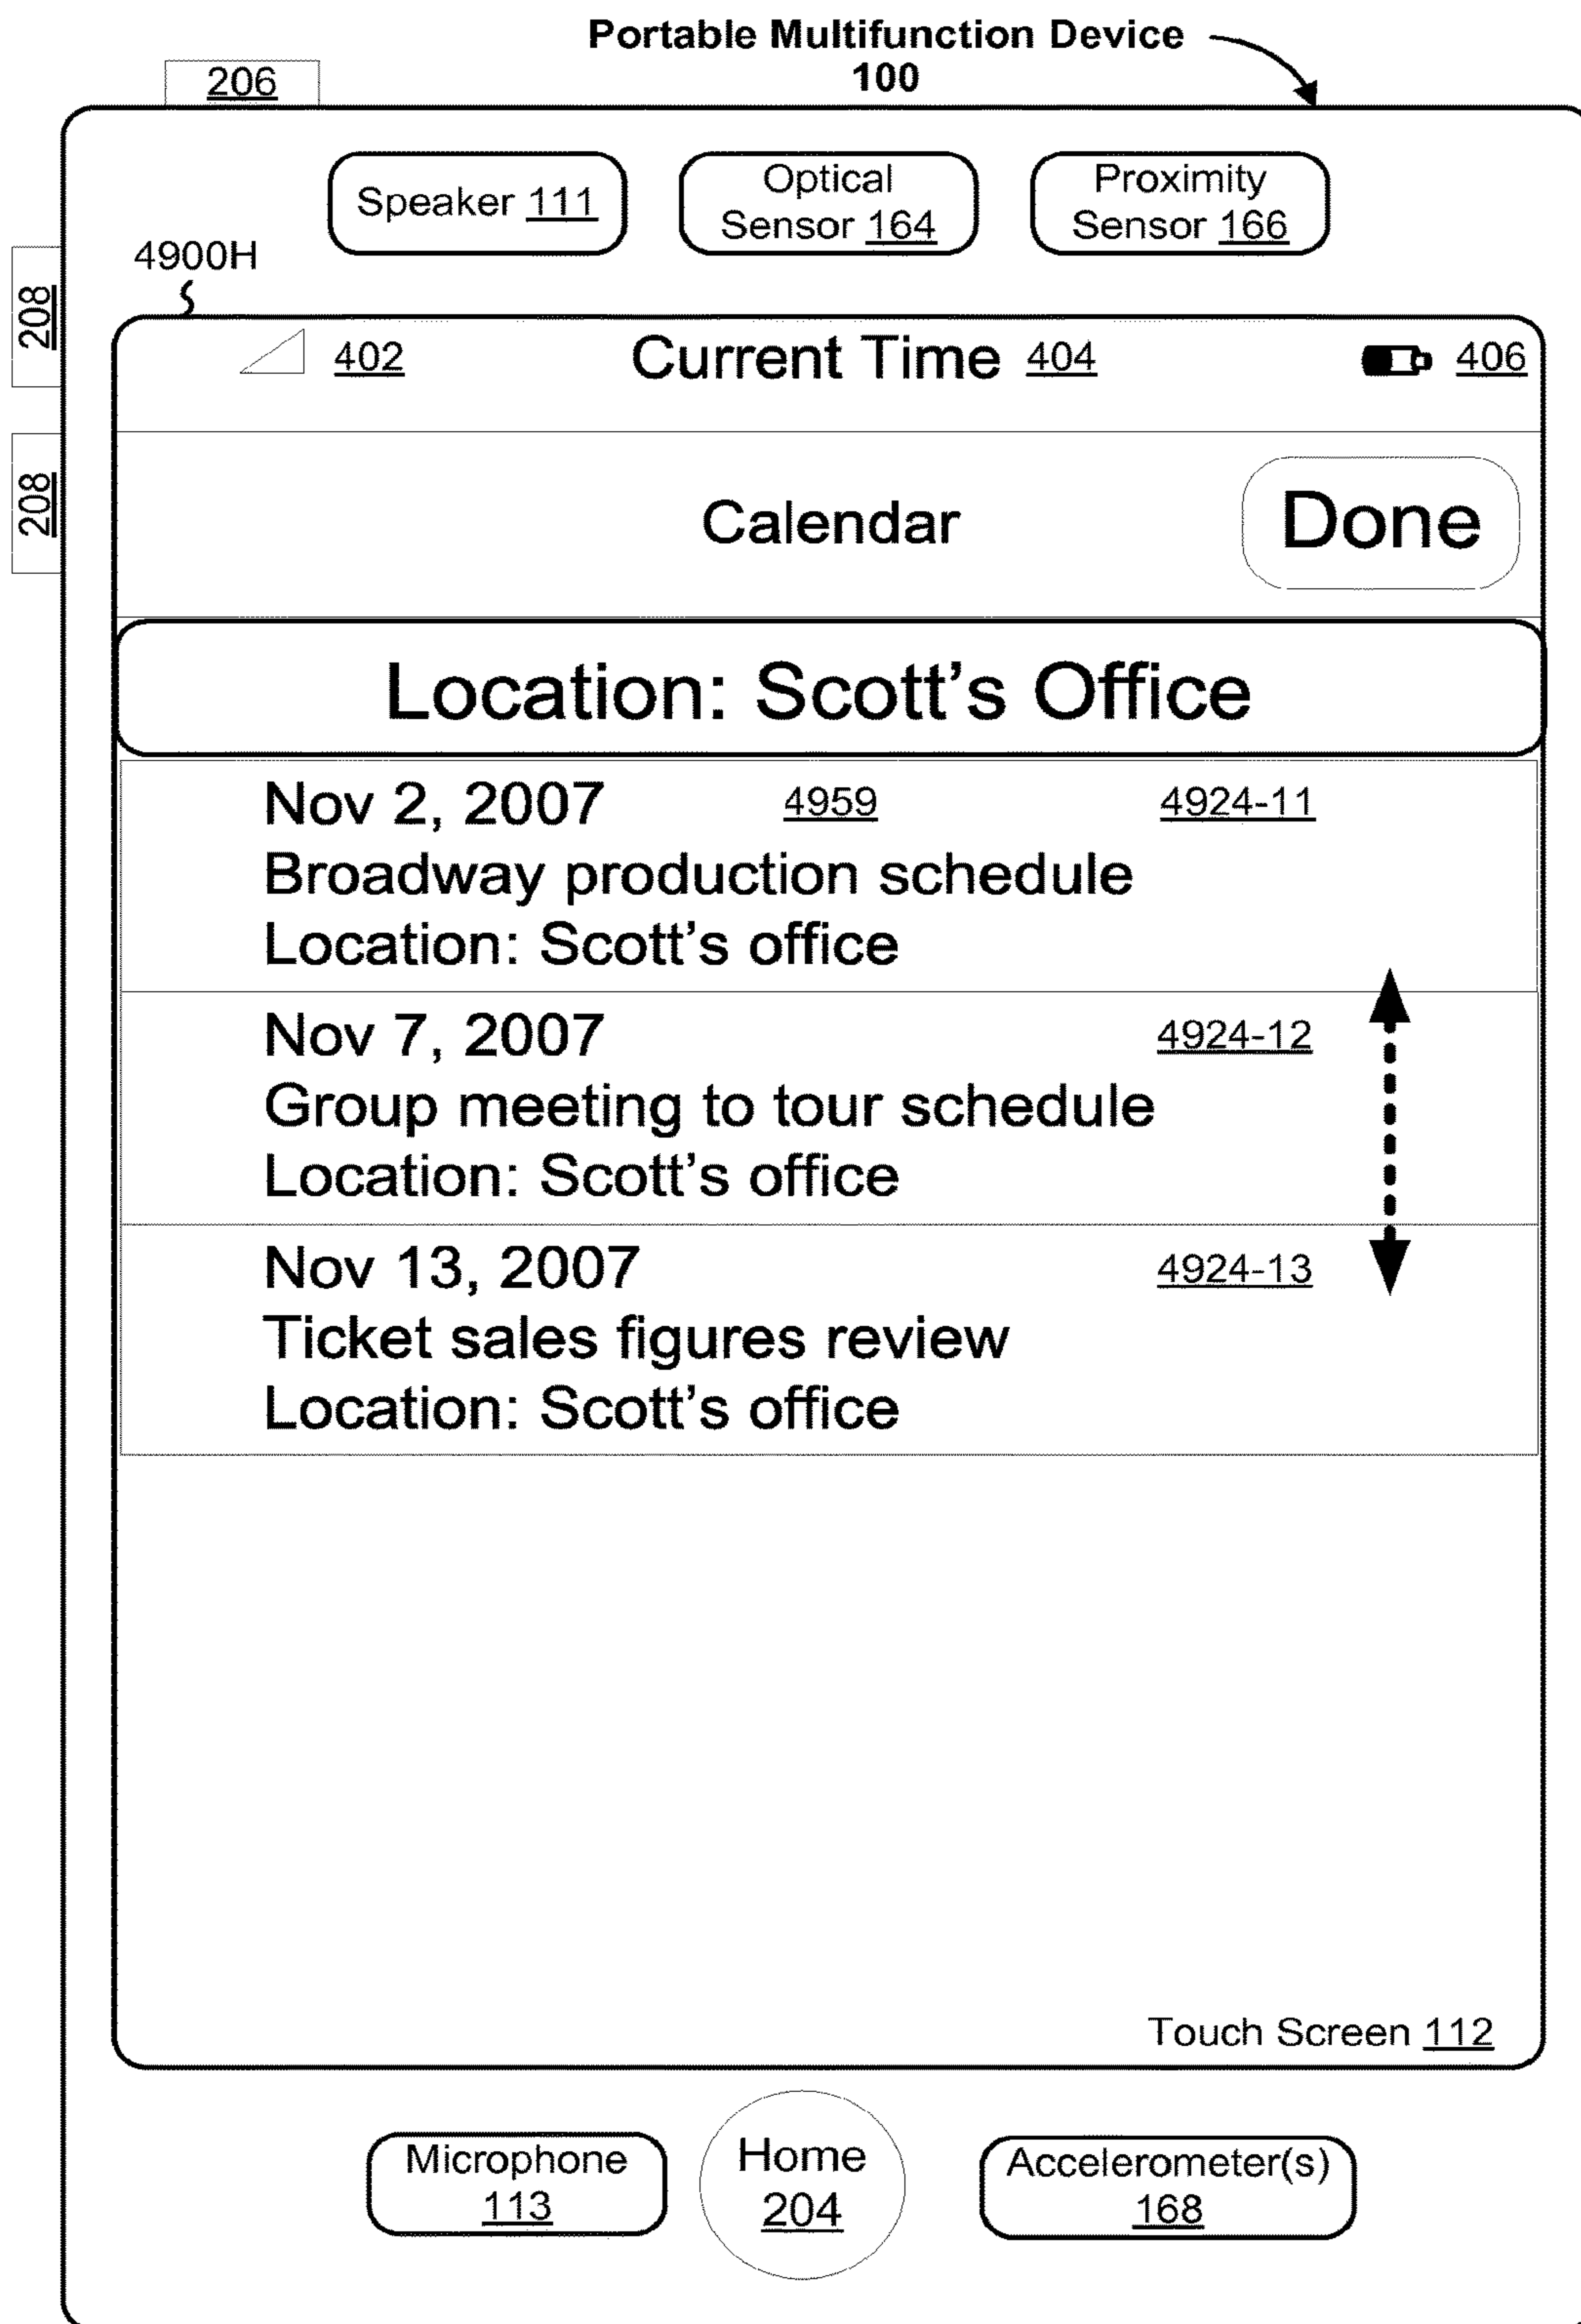 Portable Multifunction Device
100
206
Speaker 111
Optical
Sensor 164
Proximity
Sensor 166
4900H
208
208
402
Current Time 404
406
Calendar
Done
Location: Scott’s Office
Nov 2, 2007 4959 4924-11
Broadway production schedule
Location: Scott’s office
Nov 7, 2007 4924-12
Group meeting to tour schedule
Location: Scott’s office
Nov 13, 2007 4924-13
Ticket sales figures review
Location: Scott’s office
Touch Screen 112
Microphone
113
Home
204
Accelerometer(s)
168